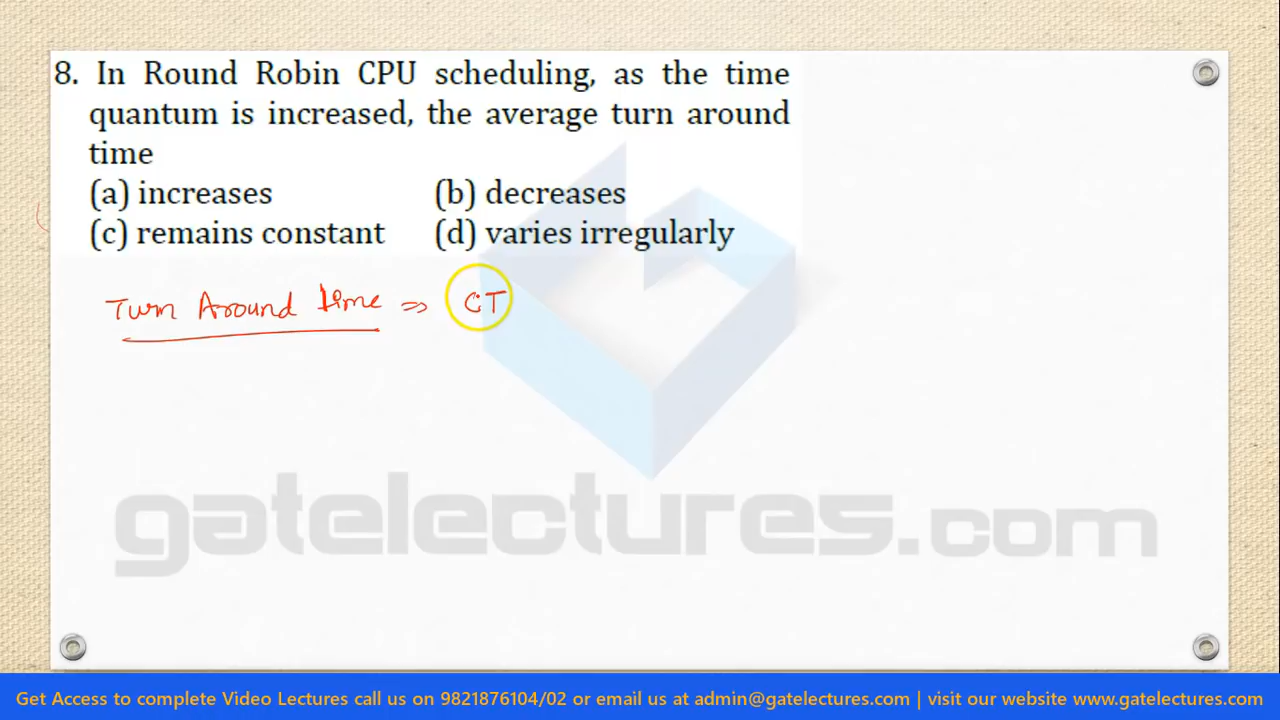 8. In Round Robin CPU scheduling, as the time
quantum is increased, the average turn around
time
(a) increases (b) decreases
(c) remains constant (d) varies irregularly
Turn Around time ⇒ CT
gatelectures.com
Get Access to complete Video Lectures call us on 9821876104/02 or email us at admin@gatelectures.com | visit our website www.gatelectures.com